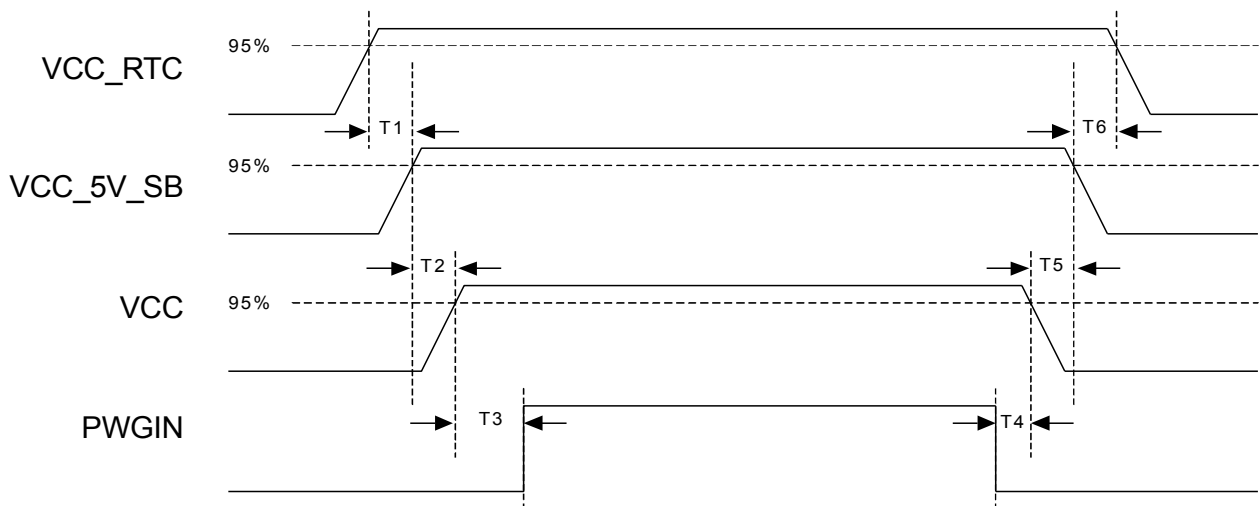 95%
VCC_RTC
T1
T6
95%
VCC_5V_SB
T2
T5
95%
VCC
T3
T4
PWGIN